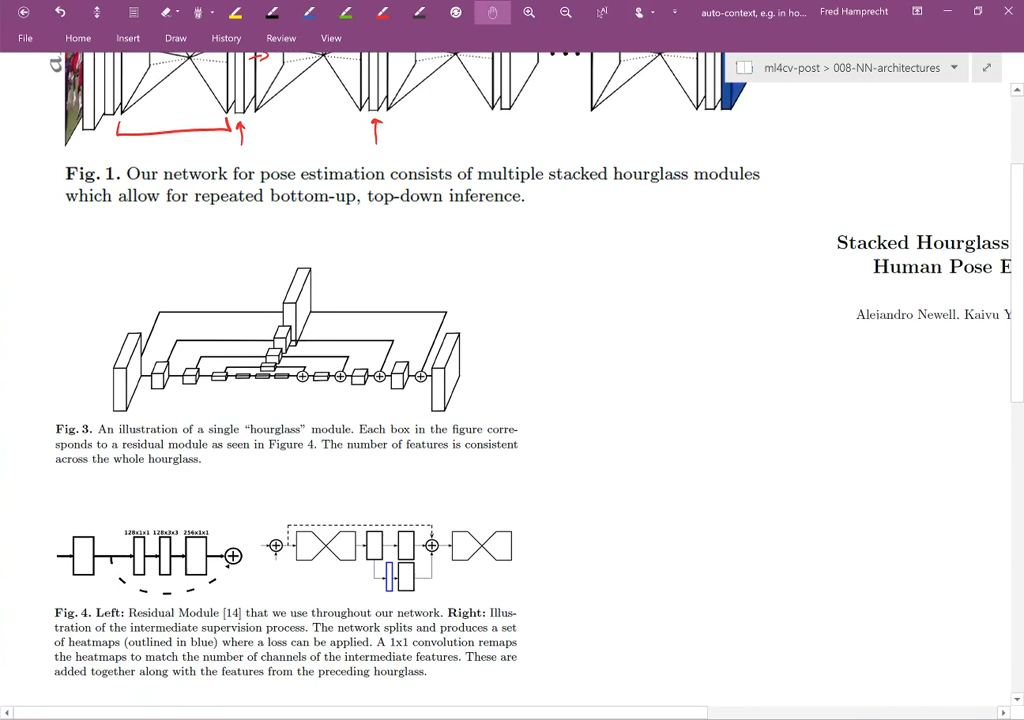 auto-context, e.g. in ho...
Fred Hamprecht
File
Home
Insert
Draw
History
Review
View
ml4cv-post > 008-NN-architectures
Fig. 1. Our network for pose estimation consists of multiple stacked hourglass modules
which allow for repeated bottom-up, top-down inference.
Stacked Hourglass
Human Pose E
Alejandro Newell, Kaiyu Y
Fig. 3. An illustration of a single “hourglass” module. Each box in the figure corre-
sponds to a residual module as seen in Figure 4. The number of features is consistent
across the whole hourglass.
128x1x1 128x3x3 256x1x1
Fig. 4. Left: Residual Module [14] that we use throughout our network. Right: Illus-
tration of the intermediate supervision process. The network splits and produces a set
of heatmaps (outlined in blue) where a loss can be applied. A 1x1 convolution remaps
the heatmaps to match the number of channels of the intermediate features. These are
added together along with the features from the preceding hourglass.